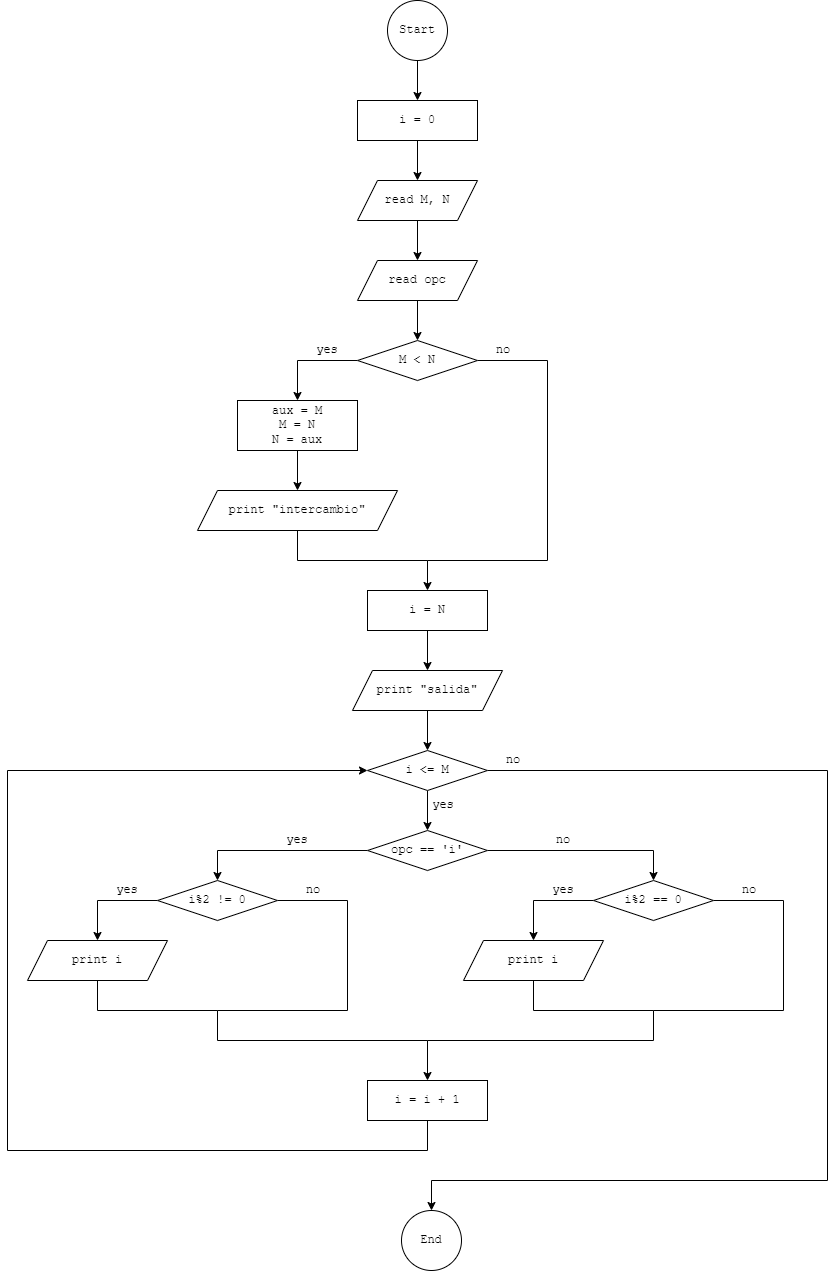 Start
i = 0
read M, N
read opc
yes
no
M < N
aux = M
M = N
N = aux
print "intercambio"
i = N
print "salida"
no
i <= M
yes
yes
no
opc == 'i'
yes
no
yes
no
i%2 != 0
i%2 == 0
print i
print i
i = i + 1
End